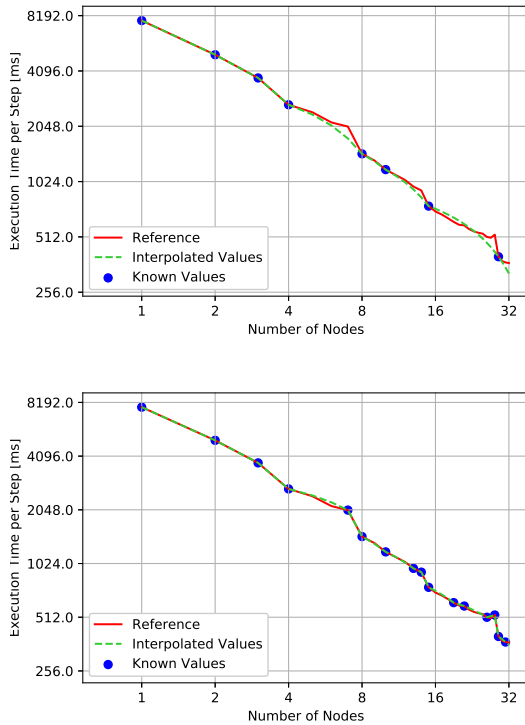 8192.0
4096.0
2048.0
1024.0
512.0
256.0
Execution Time per Step [ms]
Reference
Interpolated Values
Known Values
1 2 4 8 16 32
Number of Nodes
8192.0
4096.0
2048.0
1024.0
512.0
256.0
Execution Time per Step [ms]
Reference
Interpolated Values
Known Values
1 2 4 8 16 32
Number of Nodes